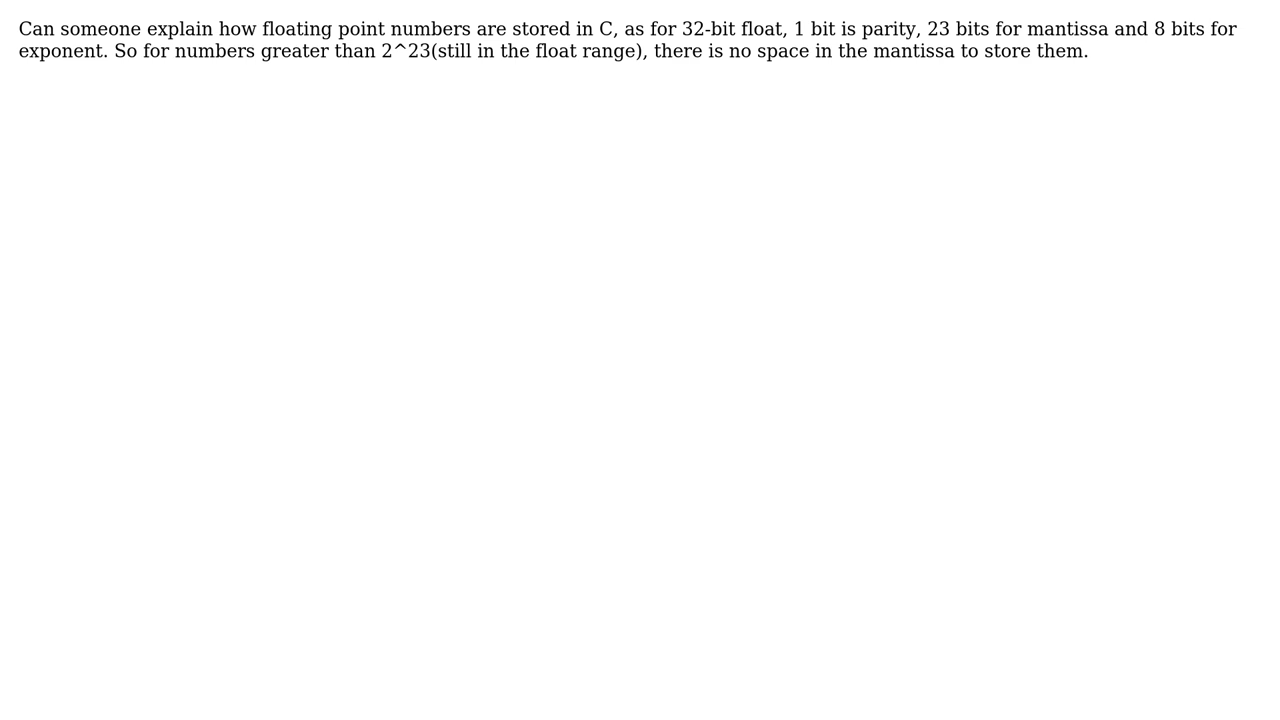 Can someone explain how floating point numbers are stored in C, as for 32-bit float, 1 bit is parity, 23 bits for mantissa and 8 bits for
exponent. So for numbers greater than 2^23(still in the float range), there is no space in the mantissa to store them.